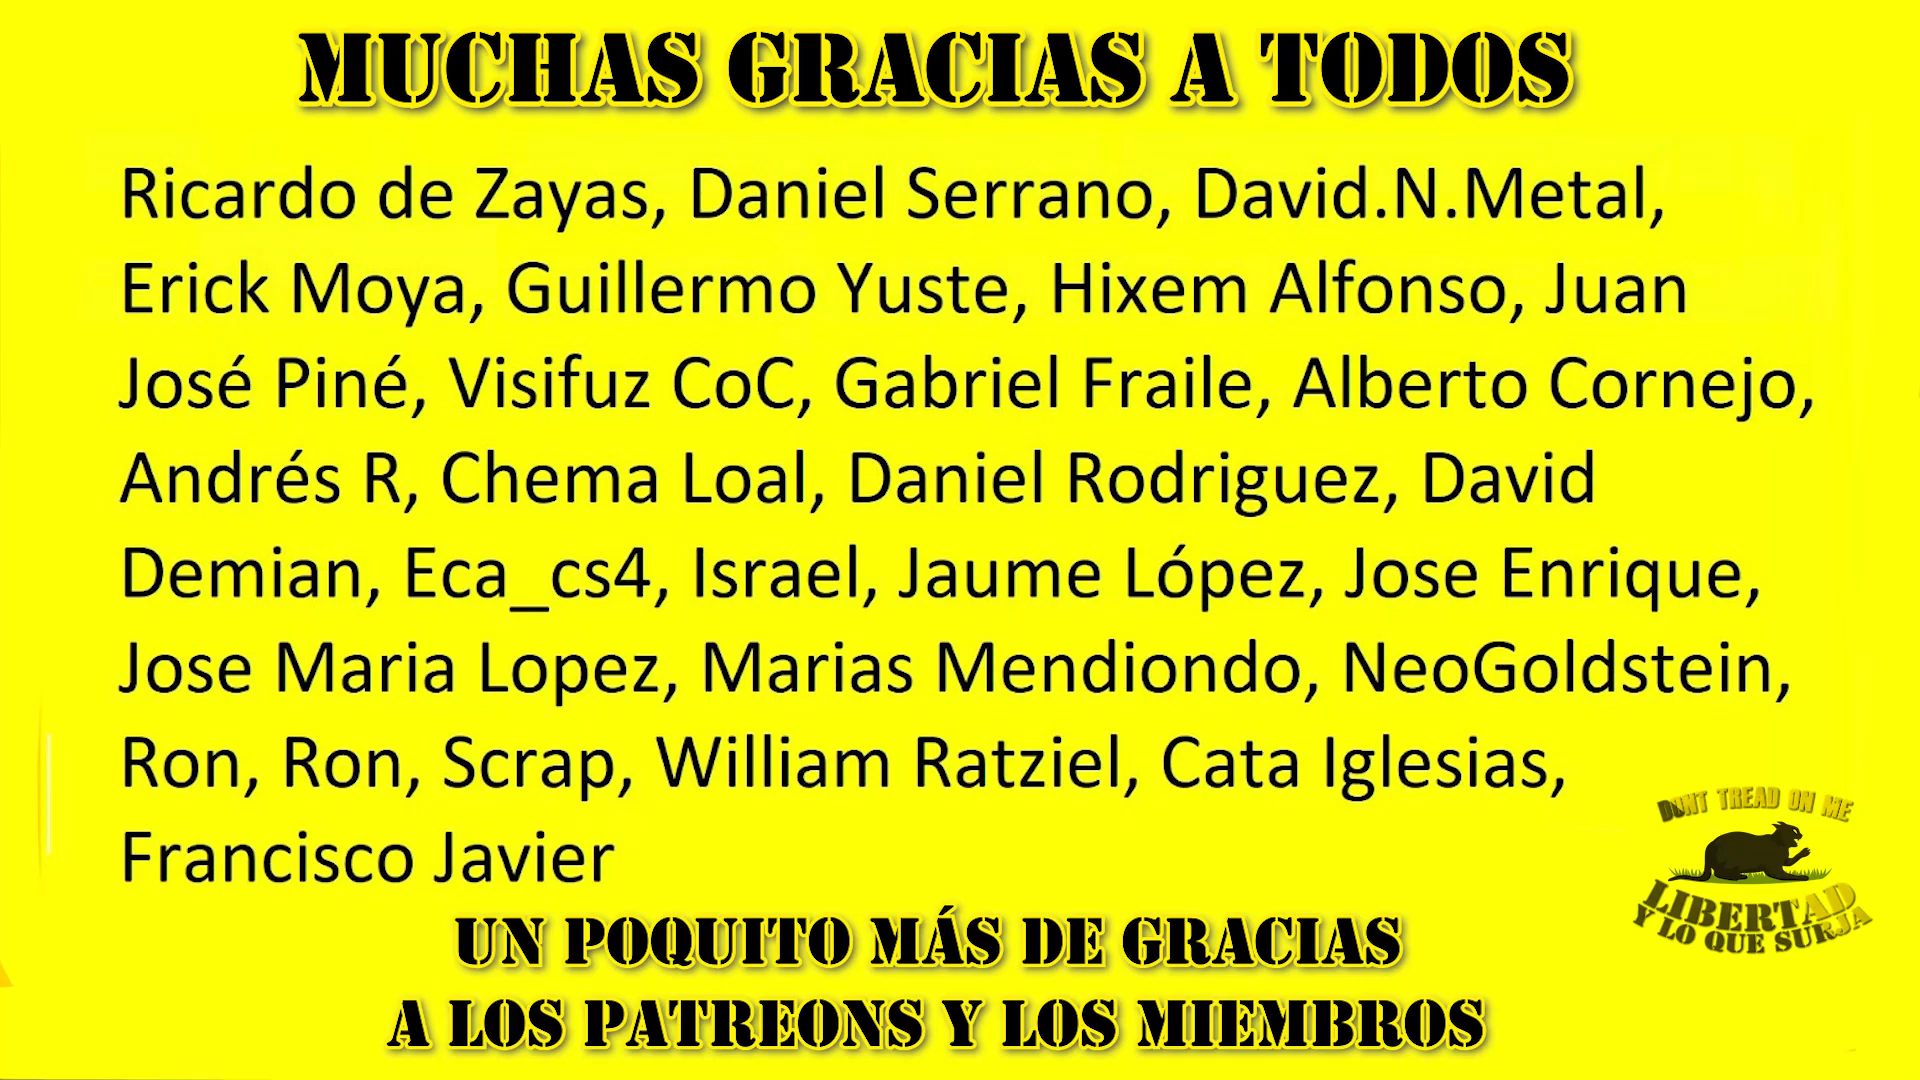 MUCHAS GRACIAS A TODOS
Ricardo de Zayas, Daniel Serrano, David.N.Metal,
Erick Moya, Guillermo Yuste, Hixem Alfonso, Juan
José Piné, Visifuz CoC, Gabriel Fraile, Alberto Cornejo,
Andrés R, Chema Loal, Daniel Rodriguez, David
Demian, Eca_cs4, Israel, Jaume López, Jose Enrique,
Jose Maria Lopez, Marias Mendiondo, NeoGoldstein,
Ron, Ron, Scrap, William Ratziel, Cata Iglesias,
Francisco Javier
DONT TREAD ON ME
LIBERTAD
Y LO QUE SURJA
UN POQUITO MÁS DE GRACIAS
A LOS PATREONS Y LOS MIEMBROS